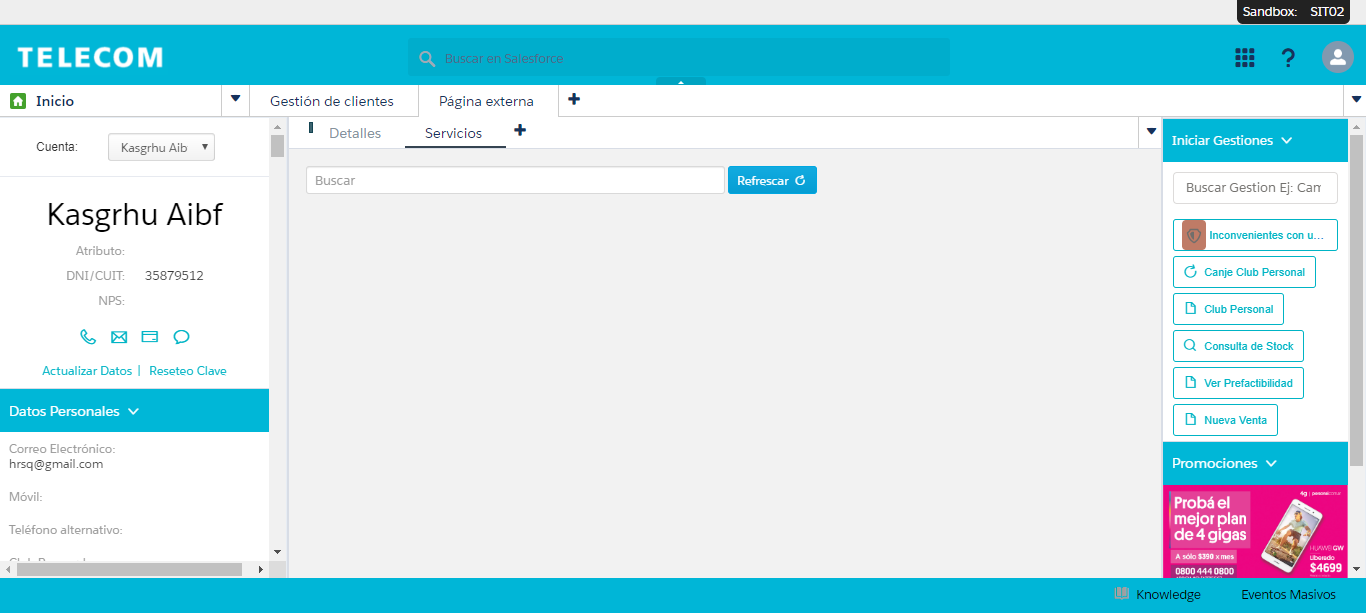 Sandbox: SIT02
TELECOM
Buscar en Salesforce
Inicio
Gestión de clientes
Página externa
Cuenta:
Kasgrhu Aib
Kasgrhu Aibf
Atributo:
DNI/CUIT: 35879512
NPS:
Actualizar Datos | Reseteo Clave
Datos Personales
Correo Electrónico:
hrsq@gmail.com
Móvil:
Teléfono alternativo:
Detalles
Servicios
Buscar
Refrescar
Iniciar Gestiones
Buscar Gestion Ej: Cam
Inconvenientes con u...
Canje Club Personal
Club Personal
Consulta de Stock
Ver Prefactibilidad
Nueva Venta
Promociones
Probá el
mejor plan
de 4 gigas
A sólo $390 x mes
0800 444 0800
4g | personal
HUAWEI GW
Liberado
$4699
Knowledge
Eventos Masivos